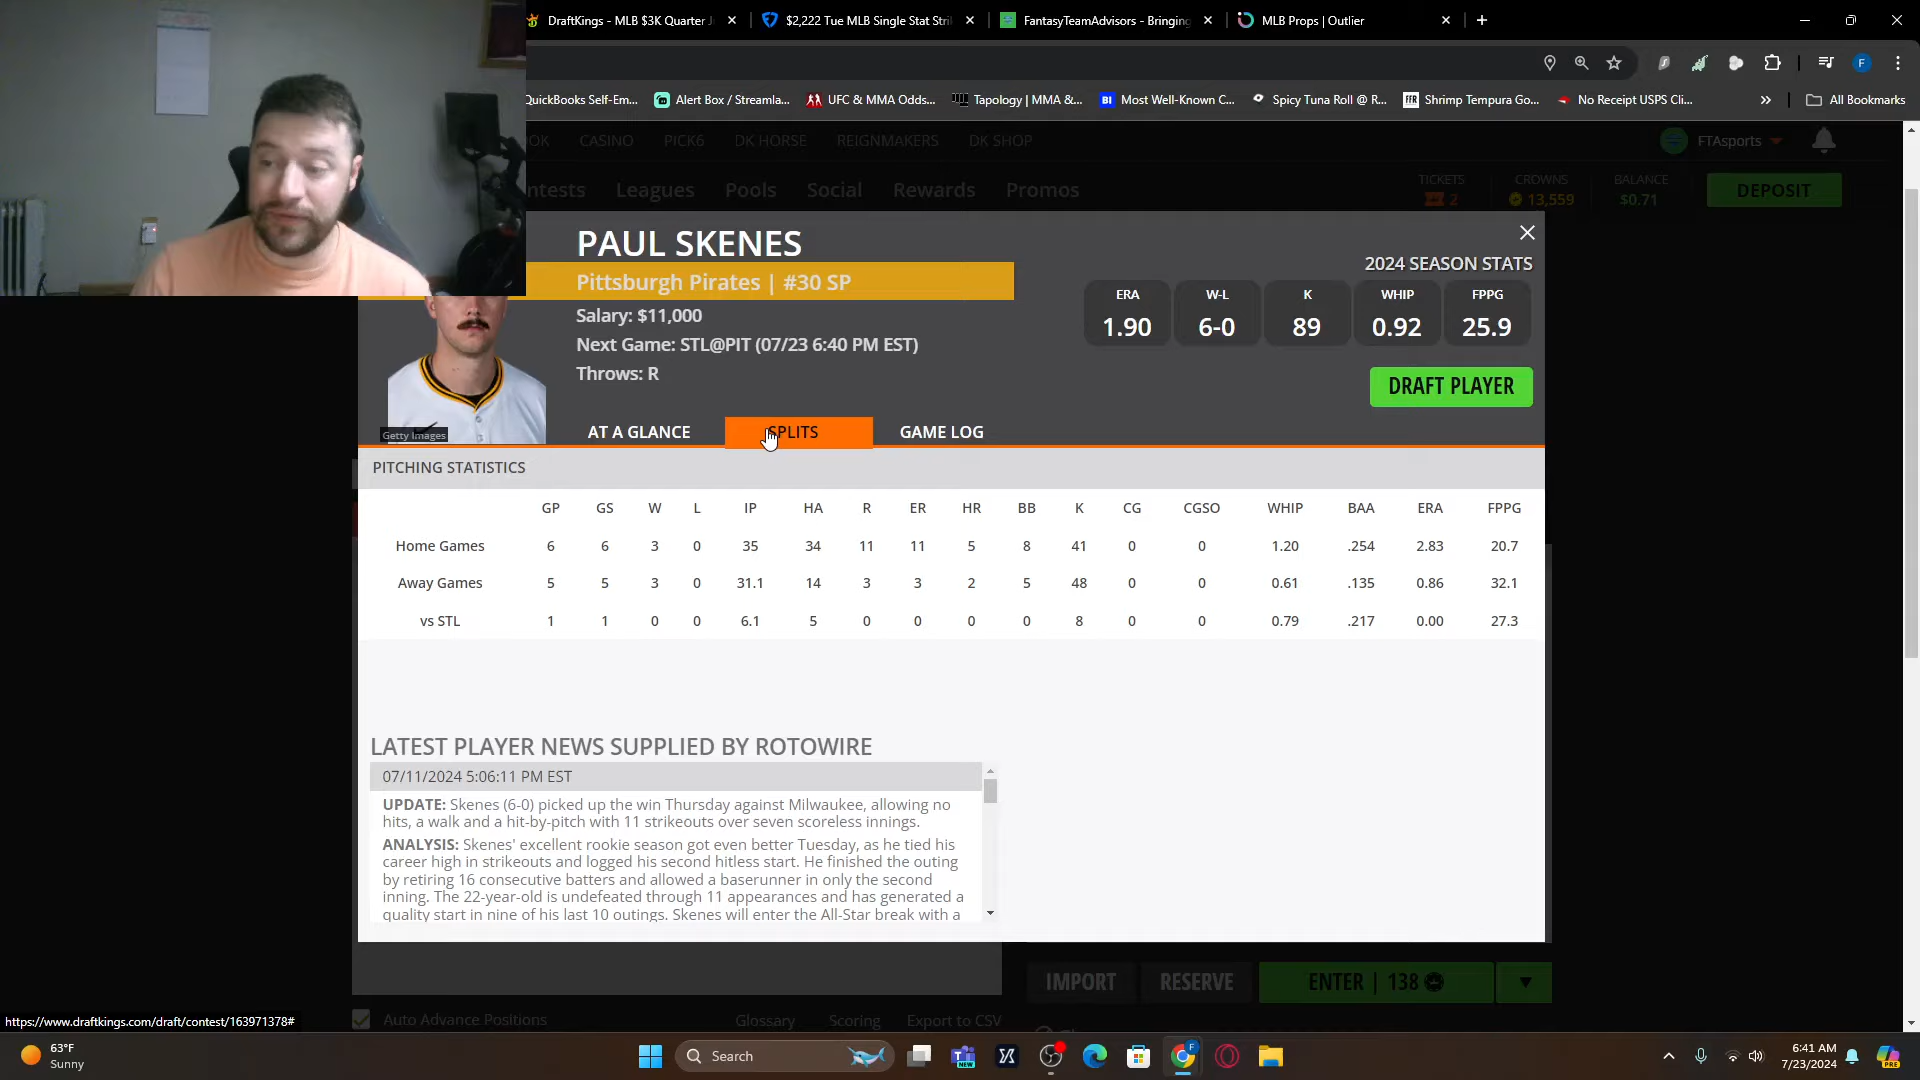 DraftKings - MLB $3K Quarter J
$2,222 Tue MLB Single Stat Stri
FantasyTeamAdvisors - Bringing
MLB Props | Outlier
F
QuickBooks Self-Em...
Alert Box / Streamla...
UFC & MMA Odds...
Tapology | MMA &...
BI Most Well-Known C...
Spicy Tuna Roll @ R...
FFR Shrimp Tempura Go...
No Receipt USPS Cli...
All Bookmarks
OK CASINO PICK6 DK HORSE REIGNMAKERS DK SHOP FTAsports
ntests Leagues Pools Social Rewards Promos
TICKETS CROWNS BALANCE
2 13,559 $0.71
DEPOSIT
PAUL SKENES
Pittsburgh Pirates | #30 SP
Salary: $11,000
Next Game: STL@PIT (07/23 6:40 PM EST)
Throws: R
2024 SEASON STATS
ERA W-L K WHIP FPPG
1.90 6-0 89 0.92 25.9
DRAFT PLAYER
Getty Images
AT A GLANCE SPLITS GAME LOG
PITCHING STATISTICS
GP GS W L IP HA R ER HR BB K CG CGSO WHIP BAA ERA FPPG
Home Games 6 6 3 0 35 34 11 11 5 8 41 0 0 1.20 .254 2.83 20.7
Away Games 5 5 3 0 31.1 14 3 3 2 5 48 0 0 0.61 .135 0.86 32.1
vs STL 1 1 0 0 6.1 5 0 0 0 0 8 0 0 0.79 .217 0.00 27.3
LATEST PLAYER NEWS SUPPLIED BY ROTOWIRE
07/11/2024 5:06:11 PM EST
UPDATE: Skenes (6-0) picked up the win Thursday against Milwaukee, allowing no
hits, a walk and a hit-by-pitch with 11 strikeouts over seven scoreless innings.
ANALYSIS: Skenes' excellent rookie season got even better Tuesday, as he tied his
career high in strikeouts and logged his second hitless start. He finished the outing
by retiring 16 consecutive batters and allowed a baserunner in only the second
inning. The 22-year-old is undefeated through 11 appearances and has generated a
quality start in nine of his last 10 outings. Skenes will enter the All-Star break with a
IMPORT RESERVE ENTER | 138
https://www.draftkings.com/draft/contest/163971378#
Auto Advance Positions Glossary Scoring Export to CSV
63°F
Sunny
Search
6:41 AM
7/23/2024